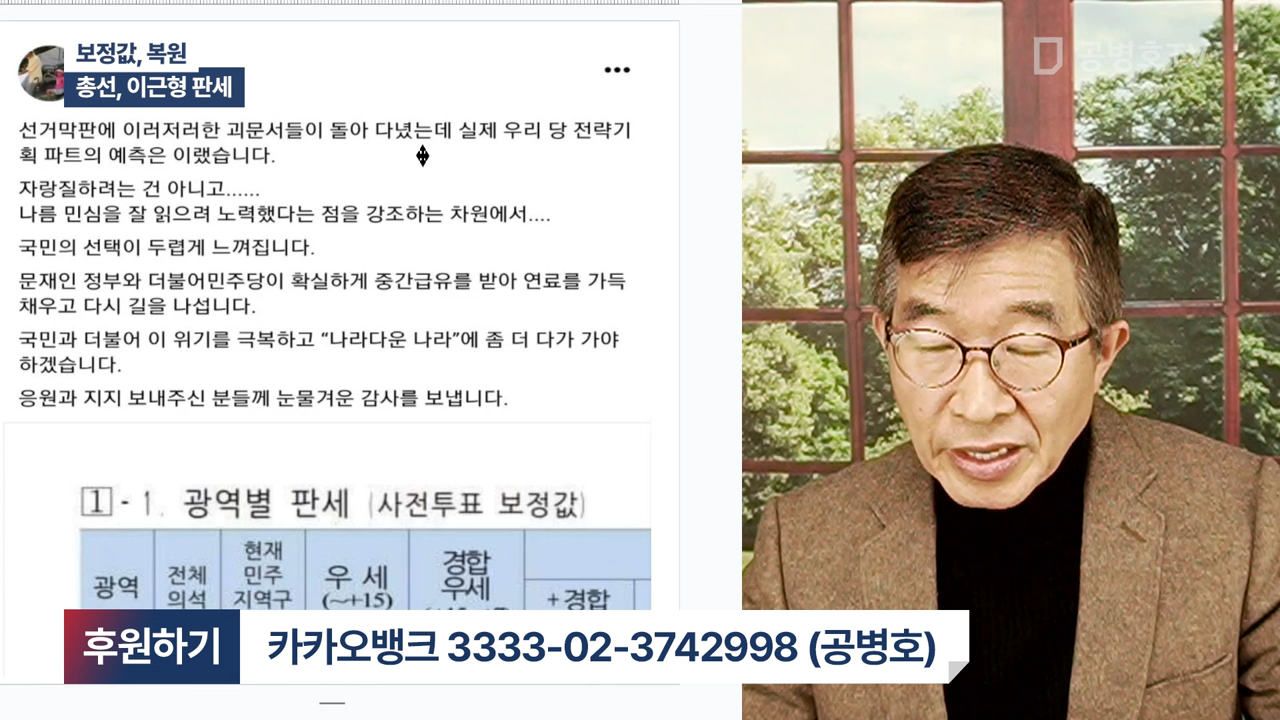 보정값, 복원
총선, 이근형 판세
공병호TV
선거막판에 이러저러한 괴문서들이 돌아 다녔는데 실제 우리 당 전략기
획 파트의 예측은 이랬습니다.
자랑질하려는 건 아니고......
나름 민심을 잘 읽으려 노력했다는 점을 강조하는 차원에서....
국민의 선택이 두렵게 느껴집니다.
문재인 정부와 더불어민주당이 확실하게 중간급유를 받아 연료를 가득
채우고 다시 길을 나섭니다.
국민과 더불어 이 위기를 극복하고 “나라다운 나라”에 좀 더 다가 가야
하겠습니다.
응원과 지지 보내주신 분들께 눈물겨운 감사를 보냅니다.
1-1. 광역별 판세 (사전투표 보정값)
광역
전체
의석
현재
민주
지역구
우 세
(~+15)
경합
우세
+경합
후원하기
카카오뱅크 3333-02-3742998 (공병호)